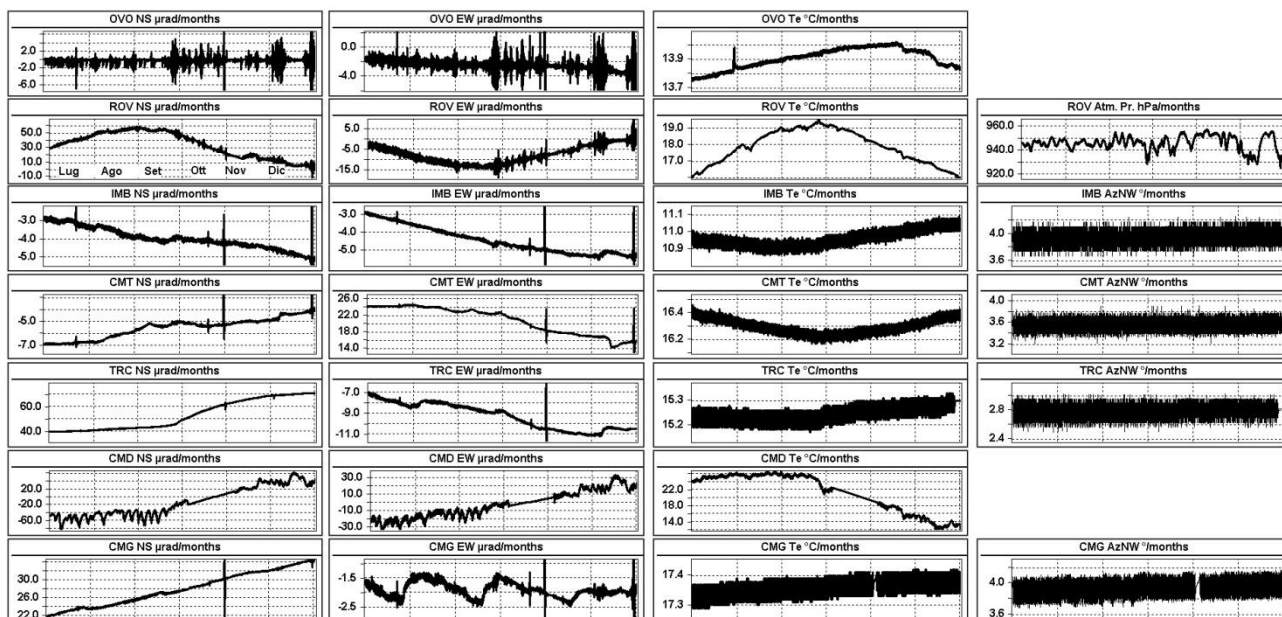 OVO NS µrad/months OVO EW µrad/months OVO Te °C/months
2.0 0.0 13.9
-2.0 -4.0 13.7
-6.0
ROV NS µrad/months ROV EW µrad/months ROV Te °C/months ROV Atm. Pr. hPa/months
50.0 5.0 19.0 960.0
30.0 -5.0 18.0 940.0
10.0 -15.0 17.0 920.0
-10.0
Lug Ago Set Ott Nov Dic
IMB NS µrad/months IMB EW µrad/months IMB Te °C/months IMB AzNW °/months
-3.0 -3.0 11.1 4.0
-4.0 -4.0 11.0 3.6
-5.0 -5.0 10.9
CMT NS µrad/months CMT EW µrad/months CMT Te °C/months CMT AzNW °/months
-5.0 26.0 16.4 4.0
-7.0 22.0 16.2 3.6
18.0 3.2
14.0
TRC NS µrad/months TRC EW µrad/months TRC Te °C/months TRC AzNW °/months
60.0 -7.0 16.3 2.8
40.0 -9.0 15.2 2.4
-11.0
CMD NS µrad/months CMD EW µrad/months CMD Te °C/months
20.0 30.0 22.0
-20.0 10.0 18.0
-60.0 -10.0 14.0
-30.0
CMG NS µrad/months CMG EW µrad/months CMG Te °C/months CMG AzNW °/months
30.0 -1.5 17.4 4.0
26.0 -2.5 17.3 3.6
22.0